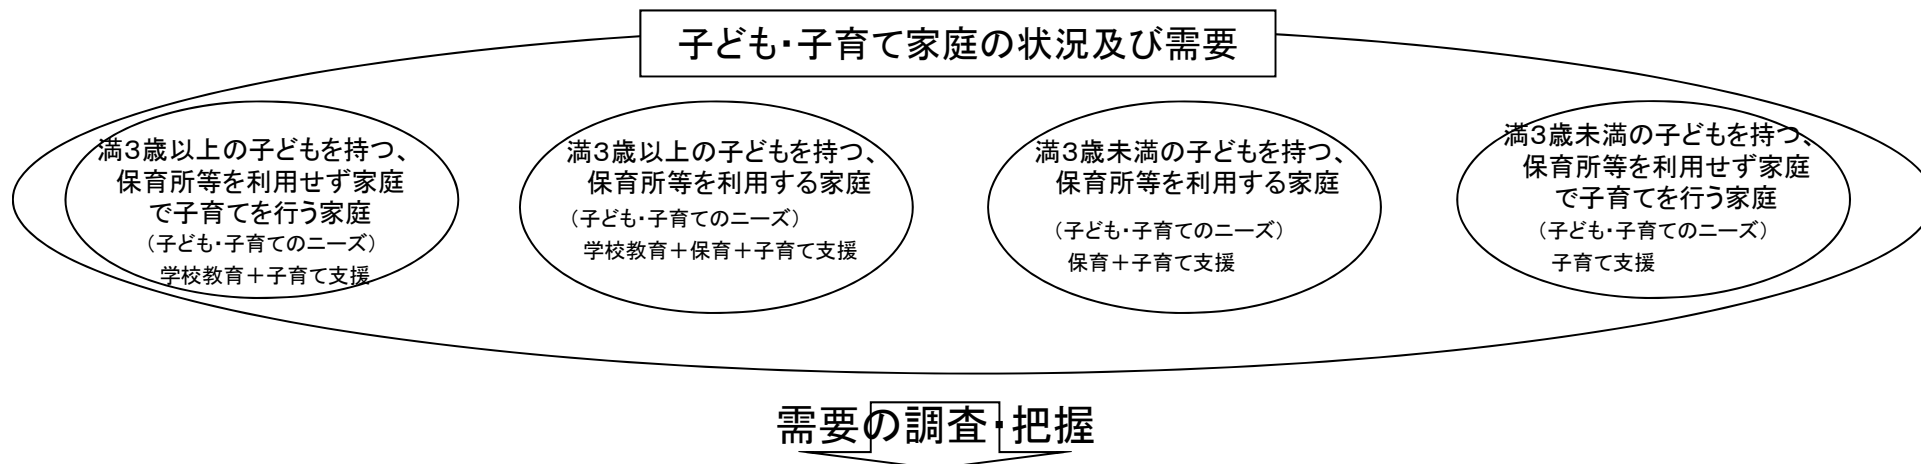 子ども・子育て家庭の状況及び需要
満3歳以上の子どもを持つ、
保育所等を利用せず家庭
で子育てを行う家庭
（子ども・子育てのニーズ）
学校教育＋子育て支援
満3歳以上の子どもを持つ、
保育所等を利用する家庭
（子ども・子育てのニーズ）
学校教育＋保育＋子育て支援
満3歳未満の子どもを持つ、
保育所等を利用する家庭
（子ども・子育てのニーズ）
保育＋子育て支援
満3歳未満の子どもを持つ、
保育所等を利用せず家庭
で子育てを行う家庭
（子ども・子育てのニーズ）
子育て支援
需要の調査・把握